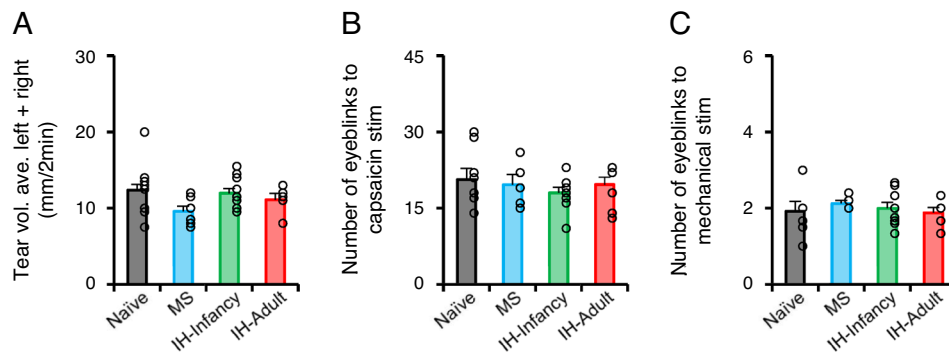 A
Tear vol. ave. left + right
(mm/2min)
30
20
10
0
Naïve
MS
IH-Infancy
IH-Adult
B
Number of eyeblinks to
capsaicin stim
45
30
15
0
Naïve
MS
IH-Infancy
IH-Adult
C
Number of eyeblinks to
mechanical stim
6
4
2
0
Naïve
MS
IH-Infancy
IH-Adult